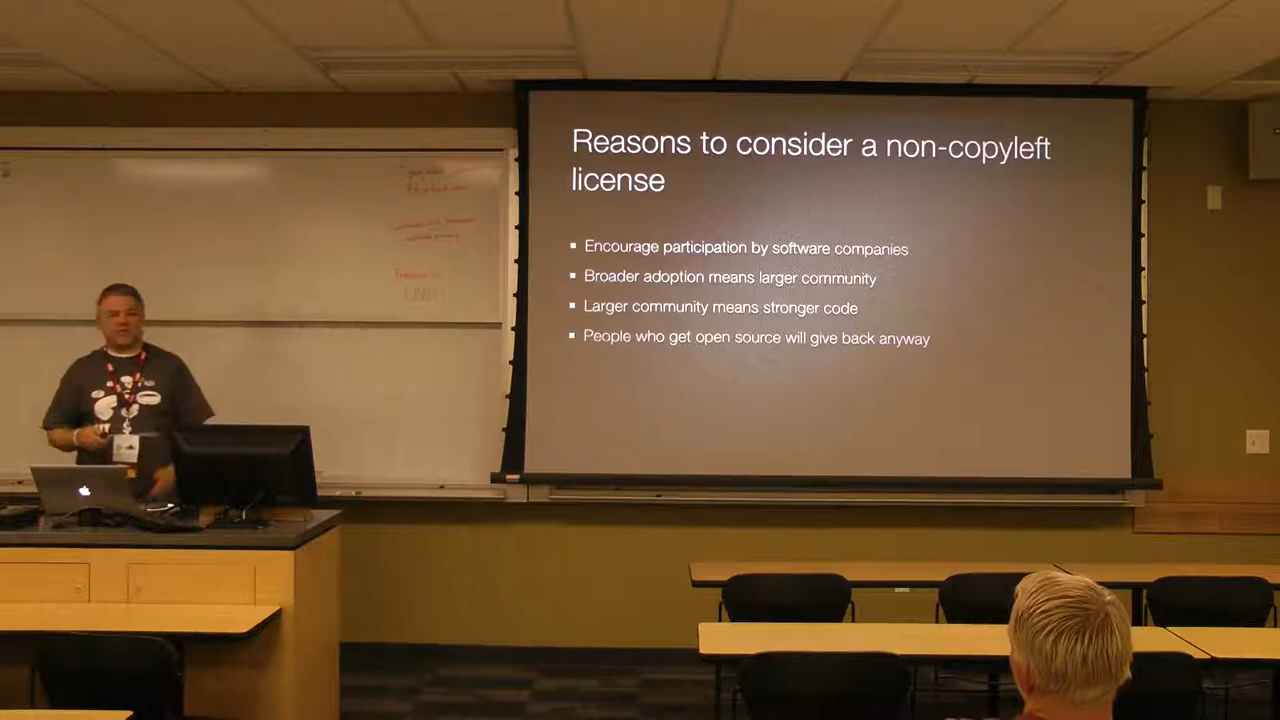 Reasons to consider a non-copyleft
license
▪ Encourage participation by software companies
▪ Broader adoption means larger community
▪ Larger community means stronger code
▪ People who get open source will give back anyway